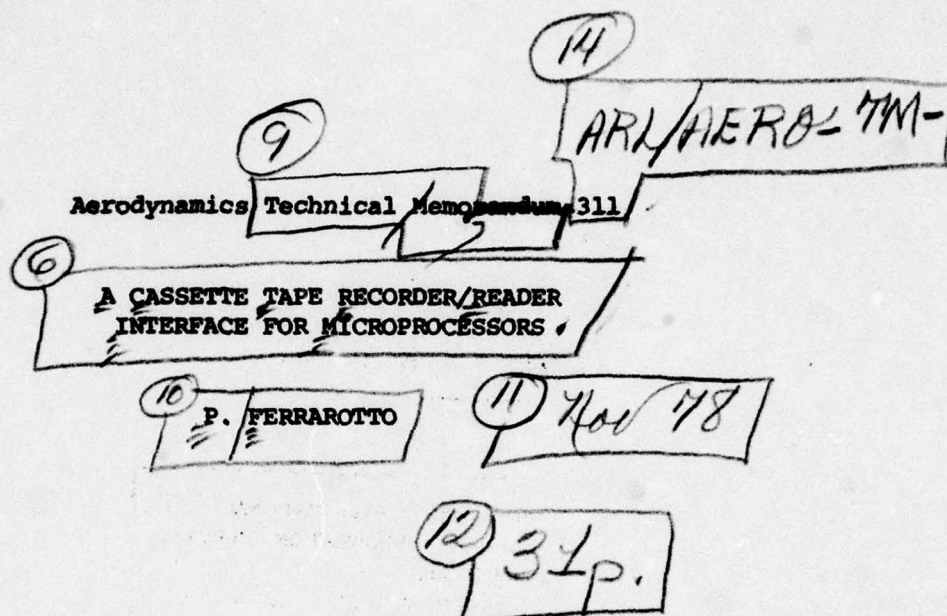 14
ARL/AERO-TM-
9
Aerodynamics Technical Memorandum 311
6
A CASSETTE TAPE RECORDER/READER
INTERFACE FOR MICROPROCESSORS.
10
P. FERRAROTTO
11
Nov 78
12
31p.